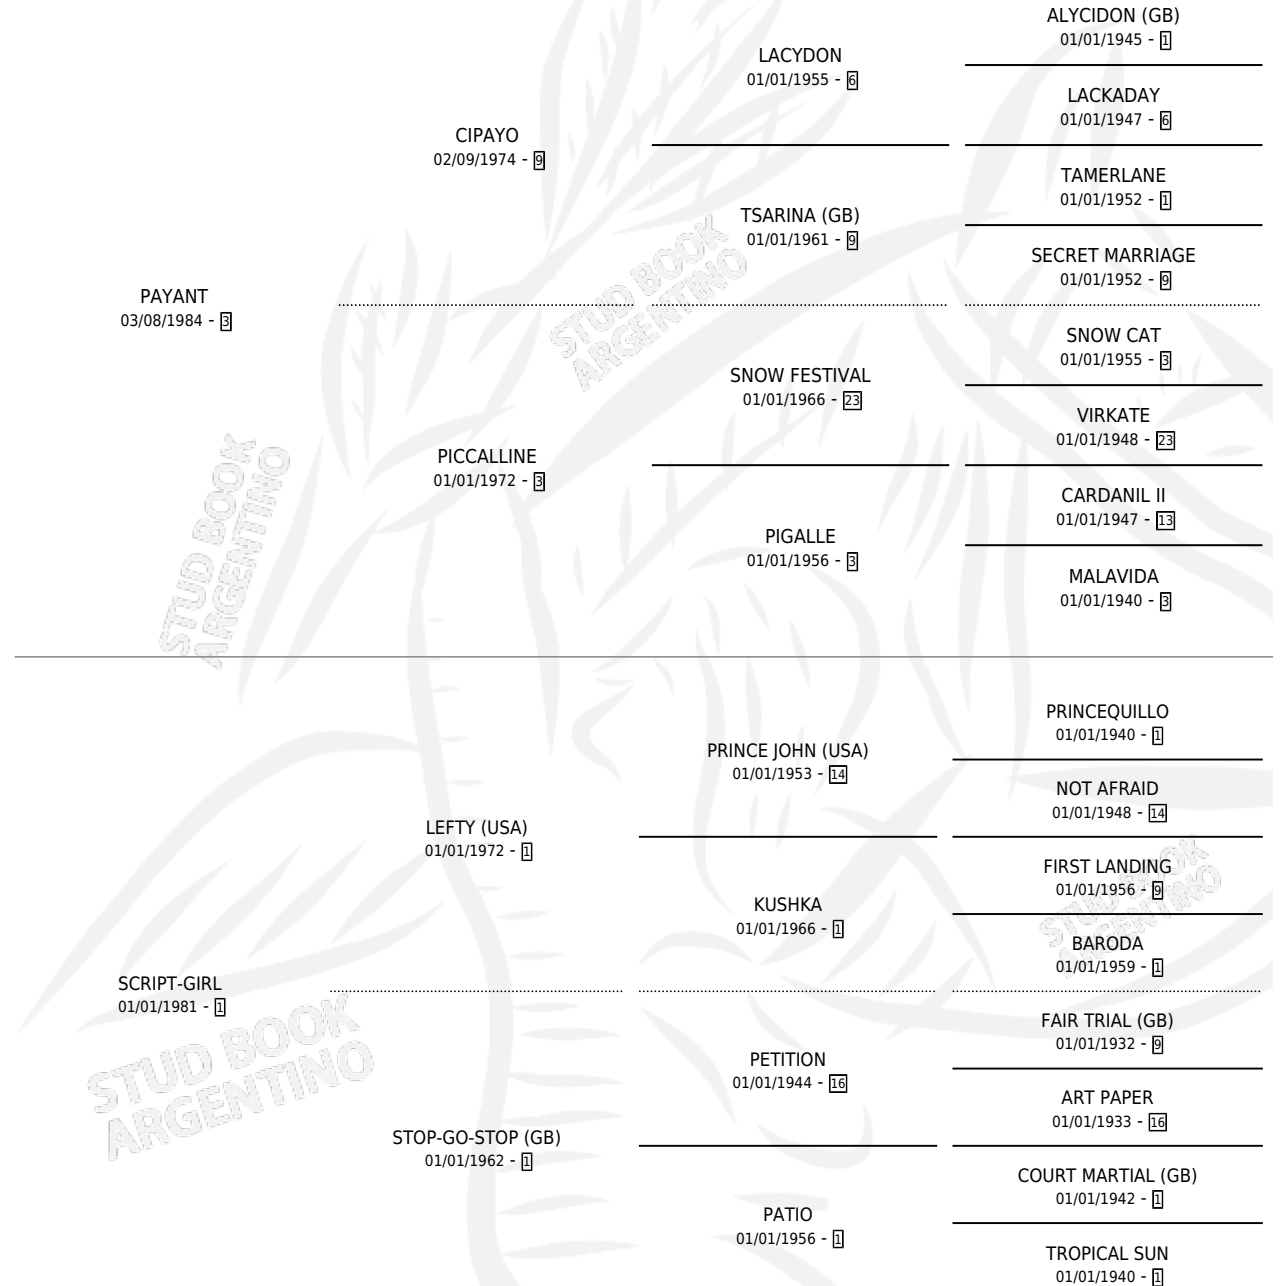 ALYCIDON (GB)
01/01/1945 - 1
LACYDON
01/01/1955 - 6
LACKADAY
01/01/1947 - 6
CIPAYO
02/09/1974 - 9
TAMERLANE
01/01/1952 - 1
TSARINA (GB)
01/01/1961 - 9
SECRET MARRIAGE
01/01/1952 - 9
PAYANT
03/08/1984 - 3
STUD BOOK
ARGENTINO
SNOW CAT
01/01/1955 - 3
SNOW FESTIVAL
01/01/1966 - 23
VIRKATE
01/01/1948 - 23
PICCALLINE
01/01/1972 - 3
CARDANIL II
01/01/1947 - 13
PIGALLE
01/01/1956 - 3
MALAVIDA
01/01/1940 - 3
STUD BOOK
ARGENTINO
PRINCEQUILLO
01/01/1940 - 1
PRINCE JOHN (USA)
01/01/1953 - 14
NOT AFRAID
01/01/1948 - 14
LEFTY (USA)
01/01/1972 - 1
FIRST LANDING
01/01/1956 - 9
KUSHKA
01/01/1966 - 1
STUD BOOK
ARGENTINO
BARODA
01/01/1959 - 1
SCRIPT-GIRL
01/01/1981 - 1
FAIR TRIAL (GB)
01/01/1932 - 9
STUD BOOK
ARGENTINO
PETITION
01/01/1944 - 16
ART PAPER
01/01/1933 - 16
STOP-GO-STOP (GB)
01/01/1962 - 1
COURT MARTIAL (GB)
01/01/1942 - 1
PATIO
01/01/1956 - 1
TROPICAL SUN
01/01/1940 - 1